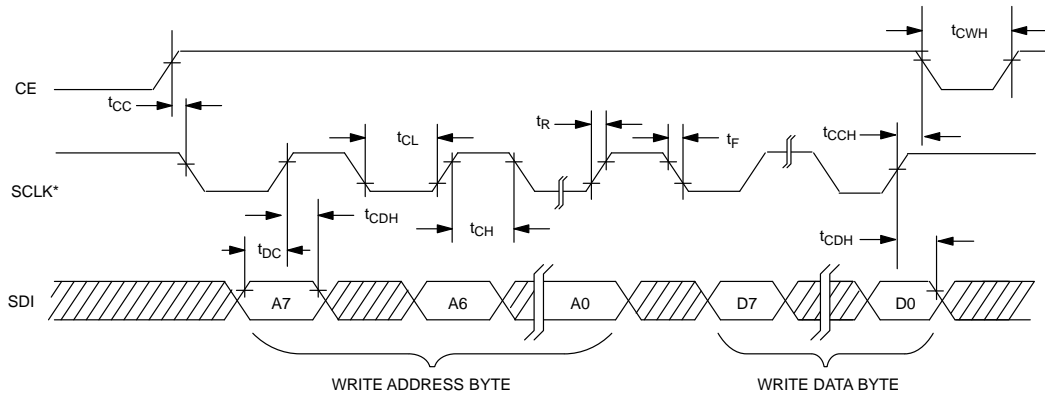 tCWH
CE
tCC
tR
tCL
tF
tCCH
SCLK*
tCDH
tCH
tCDH
tDC
SDI
A7
A6
A0
D7
D0
WRITE ADDRESS BYTE
WRITE DATA BYTE